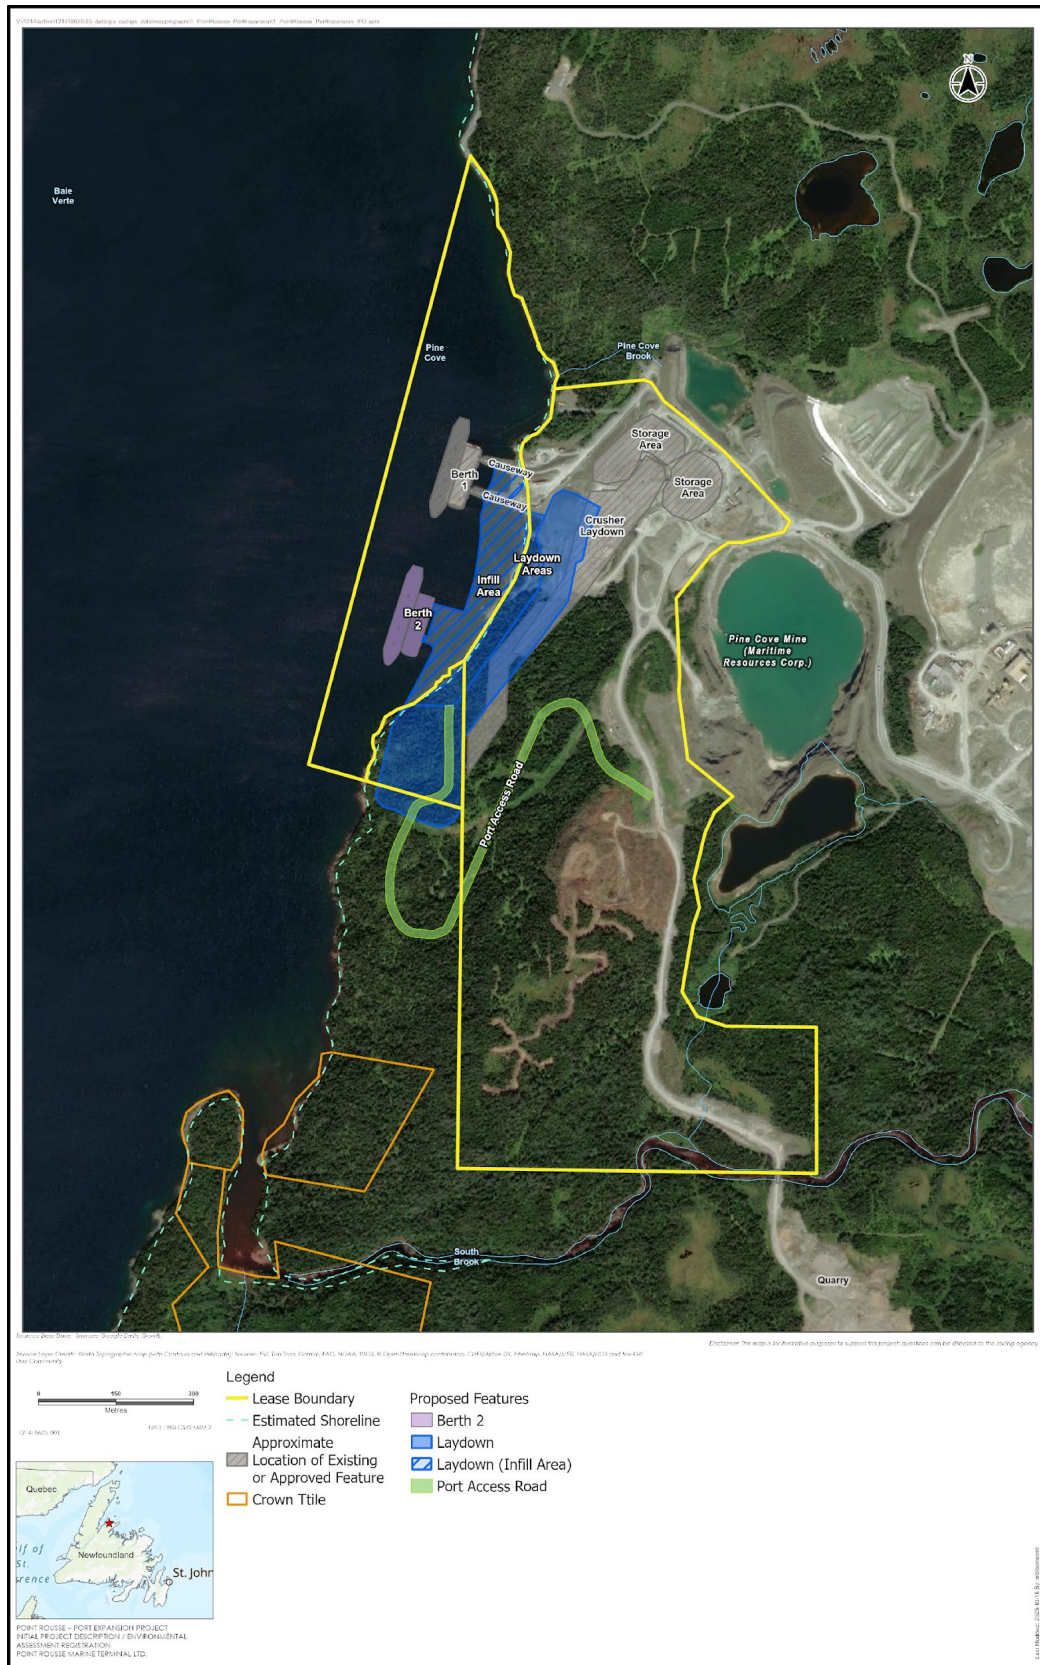 N
Baie
Verte
Pine
Cove
Pine Cove
Brook
Storage
Area
Causeway
Berth
1
Storage
Area
Causeway
Crusher
Laydown
Laydown
Areas
Infill
Area
Berth
2
Pine Cove Mine
(Maritime
Resources Corp.)
Port Access Road
South
Brook
Quarry
Legend
Lease Boundary
Estimated Shoreline
Approximate
Location of Existing
or Approved Feature
Crown Ttile
Proposed Features
Berth 2
Laydown
Laydown (Infill Area)
Port Access Road
0 150 300
Metres
Quebec
Newfoundland
lf of
St.
rence
St. John
POINT ROUSSE – PORT EXPANSION PROJECT
INITIAL PROJECT DESCRIPTION / ENVIRONMENTAL
ASSESSMENT REGISTRATION
POINT ROUSSE MARINE TERMINAL LTD.